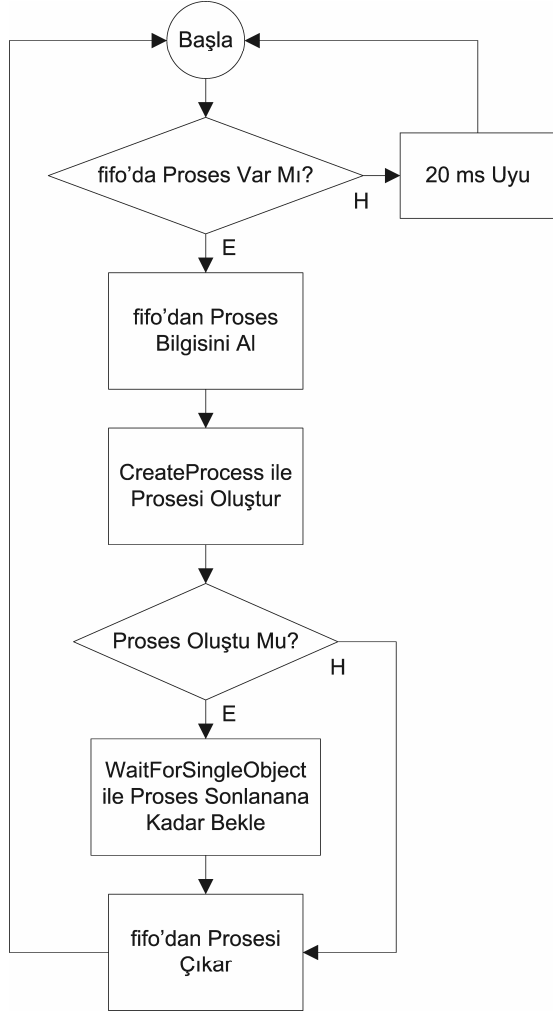 Başla
fifo'da Proses Var Mı?
H
20 ms Uyu
E
fifo'dan Proses
Bilgisini Al
CreateProcess ile
Prosesi Oluştur
Proses Oluştu Mu?
H
E
WaitForSingleObject
ile Proses Sonlanana
Kadar Bekle
fifo'dan Prosesi
Çıkar